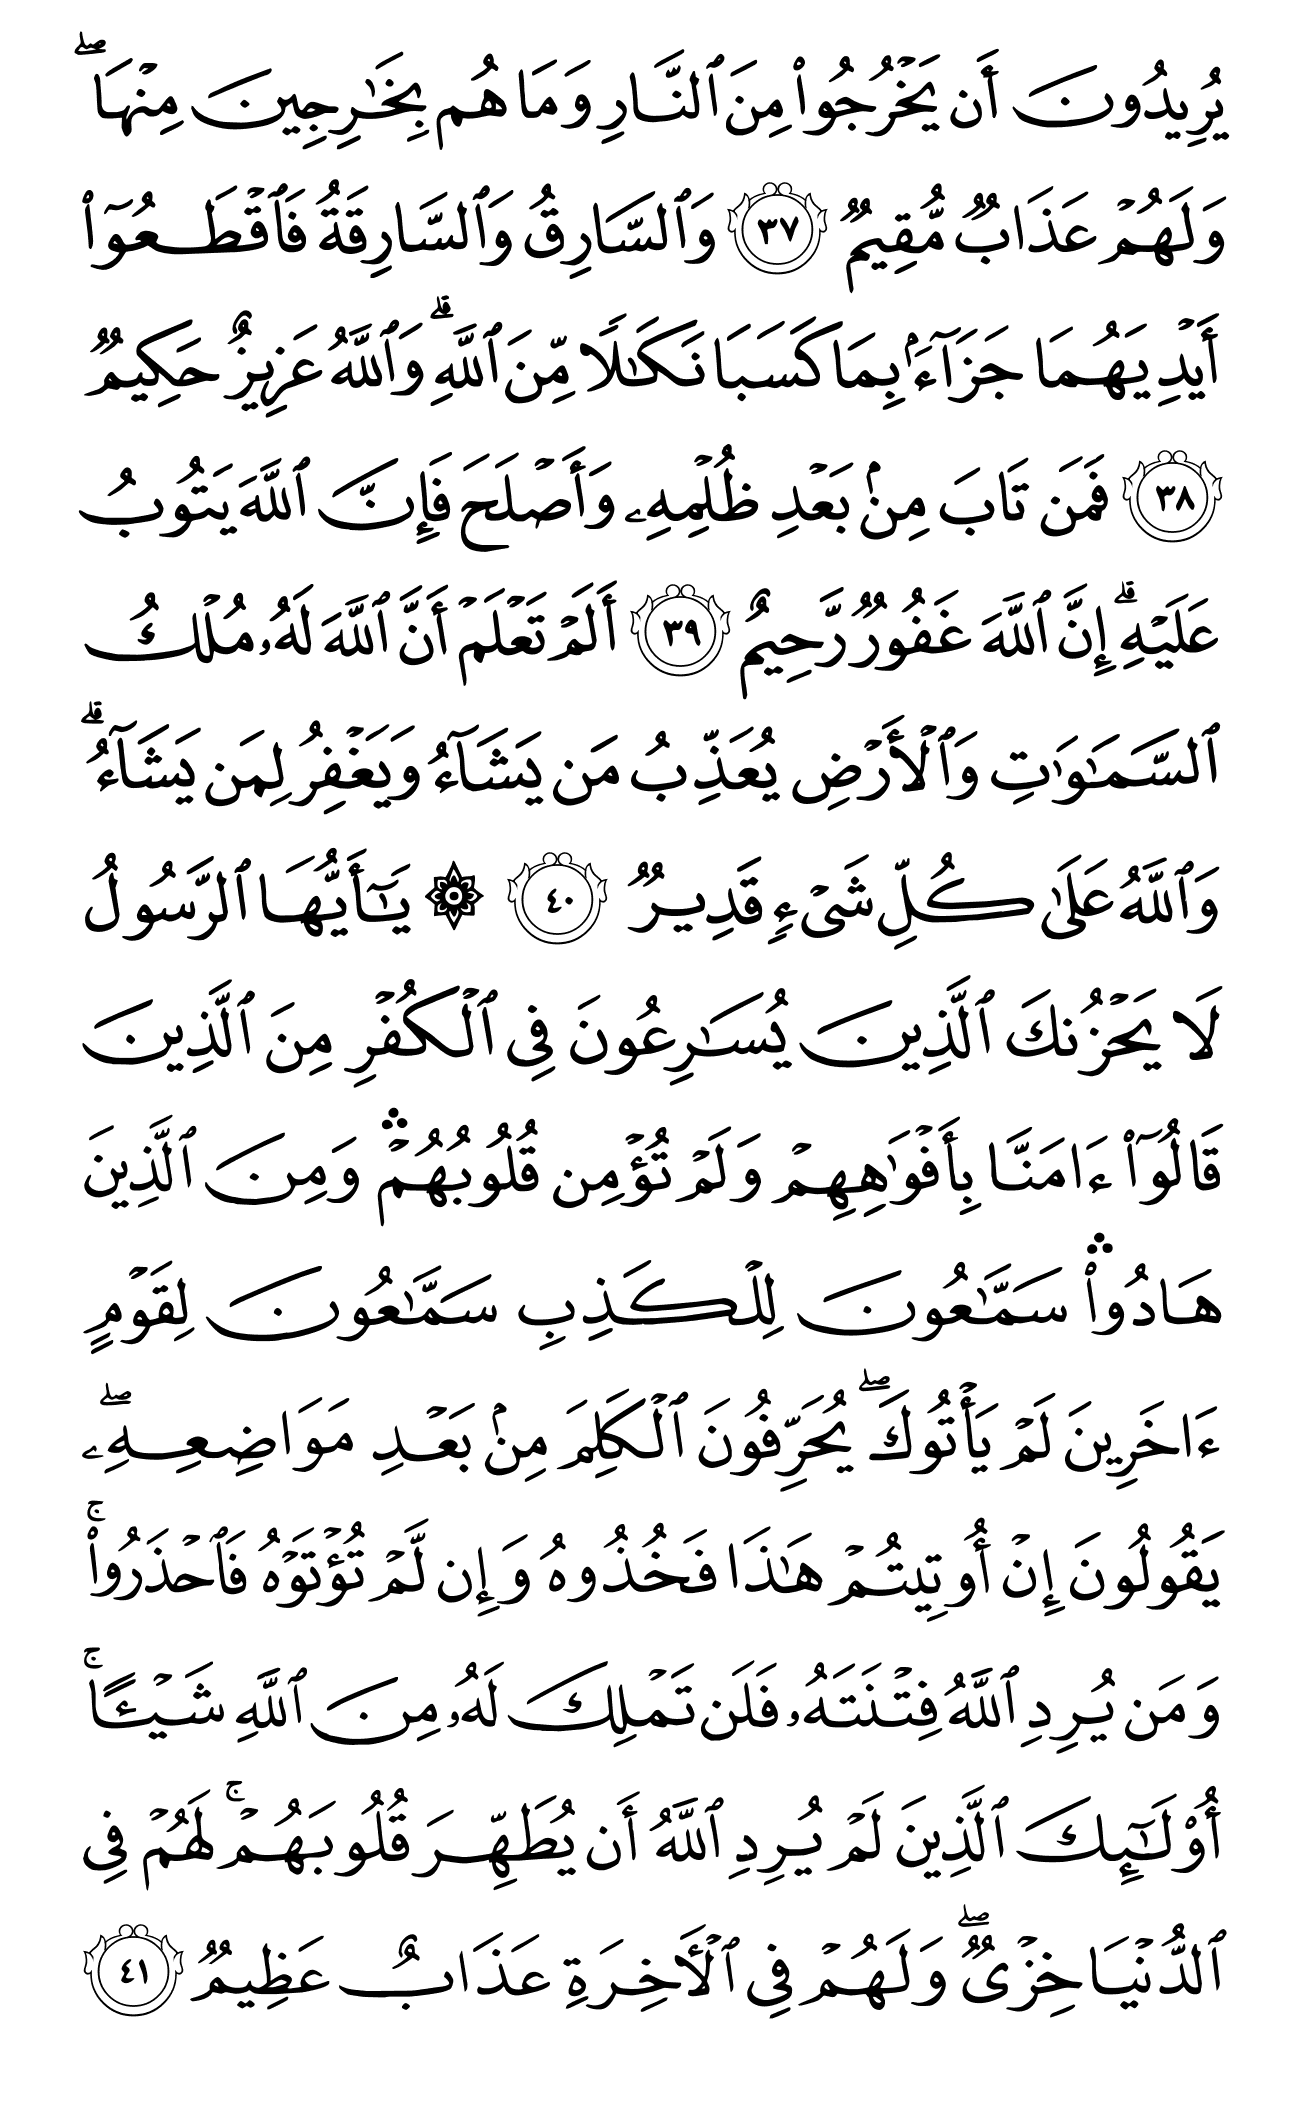 يُرِيدُونَ أَن يَخْرُجُوا۟ مِنَ ٱلنَّارِ وَمَا هُم بِخَٰرِجِينَ مِنْهَا ۖ
وَلَهُمْ عَذَابٌ مُّقِيمٌ ٣٧ وَٱلسَّارِقُ وَٱلسَّارِقَةُ فَٱقْطَعُوٓا۟
أَيْدِيَهُمَا جَزَآءًۢ بِمَا كَسَبَا نَكَٰلًا مِّنَ ٱللَّهِ ۗ وَٱللَّهُ عَزِيزٌ حَكِيمٌ
٣٨ فَمَن تَابَ مِنۢ بَعْدِ ظُلْمِهِۦ وَأَصْلَحَ فَإِنَّ ٱللَّهَ يَتُوبُ
عَلَيْهِ ۗ إِنَّ ٱللَّهَ غَفُورٌ رَّحِيمٌ ٣٩ أَلَمْ تَعْلَمْ أَنَّ ٱللَّهَ لَهُۥ مُلْكُ
ٱلسَّمَٰوَٰتِ وَٱلْأَرْضِ يُعَذِّبُ مَن يَشَآءُ وَيَغْفِرُ لِمَن يَشَآءُ ۗ
وَٱللَّهُ عَلَىٰ كُلِّ شَىْءٍ قَدِيرٌ ٤٠ ۞ يَٰٓأَيُّهَا ٱلرَّسُولُ
لَا يَحْزُنكَ ٱلَّذِينَ يُسَٰرِعُونَ فِى ٱلْكُفْرِ مِنَ ٱلَّذِينَ
قَالُوٓا۟ ءَامَنَّا بِأَفْوَٰهِهِمْ وَلَمْ تُؤْمِن قُلُوبُهُمْ ۛ وَمِنَ ٱلَّذِينَ
هَادُوا۟ ۛ سَمَّٰعُونَ لِلْكَذِبِ سَمَّٰعُونَ لِقَوْمٍ
ءَاخَرِينَ لَمْ يَأْتُوكَ ۖ يُحَرِّفُونَ ٱلْكَلِمَ مِنۢ بَعْدِ مَوَاضِعِهِۦ ۖ
يَقُولُونَ إِنْ أُوتِيتُمْ هَٰذَا فَخُذُوهُ وَإِن لَّمْ تُؤْتَوْهُ فَٱحْذَرُوا۟ ۚ
وَمَن يُرِدِ ٱللَّهُ فِتْنَتَهُۥ فَلَن تَمْلِكَ لَهُۥ مِنَ ٱللَّهِ شَيْـًٔا ۚ
أُو۟لَٰٓئِكَ ٱلَّذِينَ لَمْ يُرِدِ ٱللَّهُ أَن يُطَهِّرَ قُلُوبَهُمْ ۚ لَهُمْ فِى
ٱلدُّنْيَا خِزْىٌ ۖ وَلَهُمْ فِى ٱلْأَخِرَةِ عَذَابٌ عَظِيمٌ ٤١